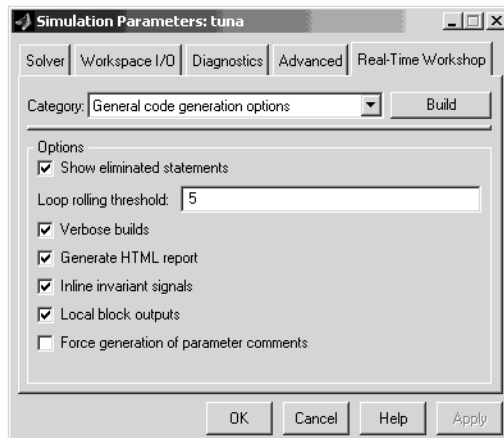 Simulation Parameters: tuna
Solver Workspace I/O Diagnostics Advanced Real-Time Workshop
Category: General code generation options Build
Options
Show eliminated statements
Loop rolling threshold: 5
Verbose builds
Generate HTML report
Inline invariant signals
Local block outputs
Force generation of parameter comments
OK Cancel Help Apply